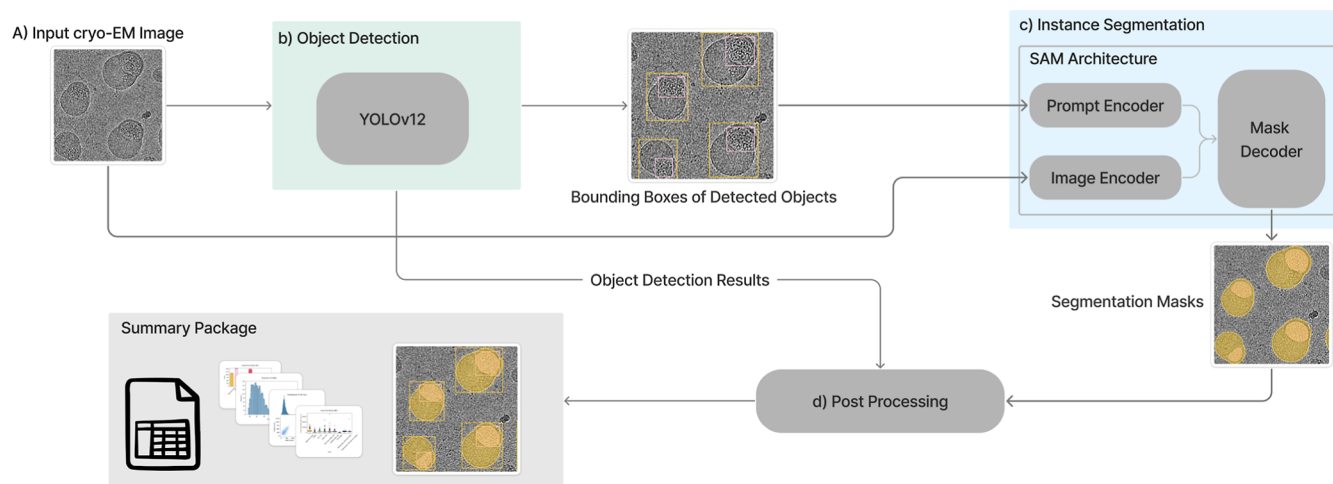 A) Input cryo-EM Image
b) Object Detection
YOLOv12
Bounding Boxes of Detected Objects
c) Instance Segmentation
SAM Architecture
Prompt Encoder
Image Encoder
Mask
Decoder
Object Detection Results
Segmentation Masks
Summary Package
d) Post Processing